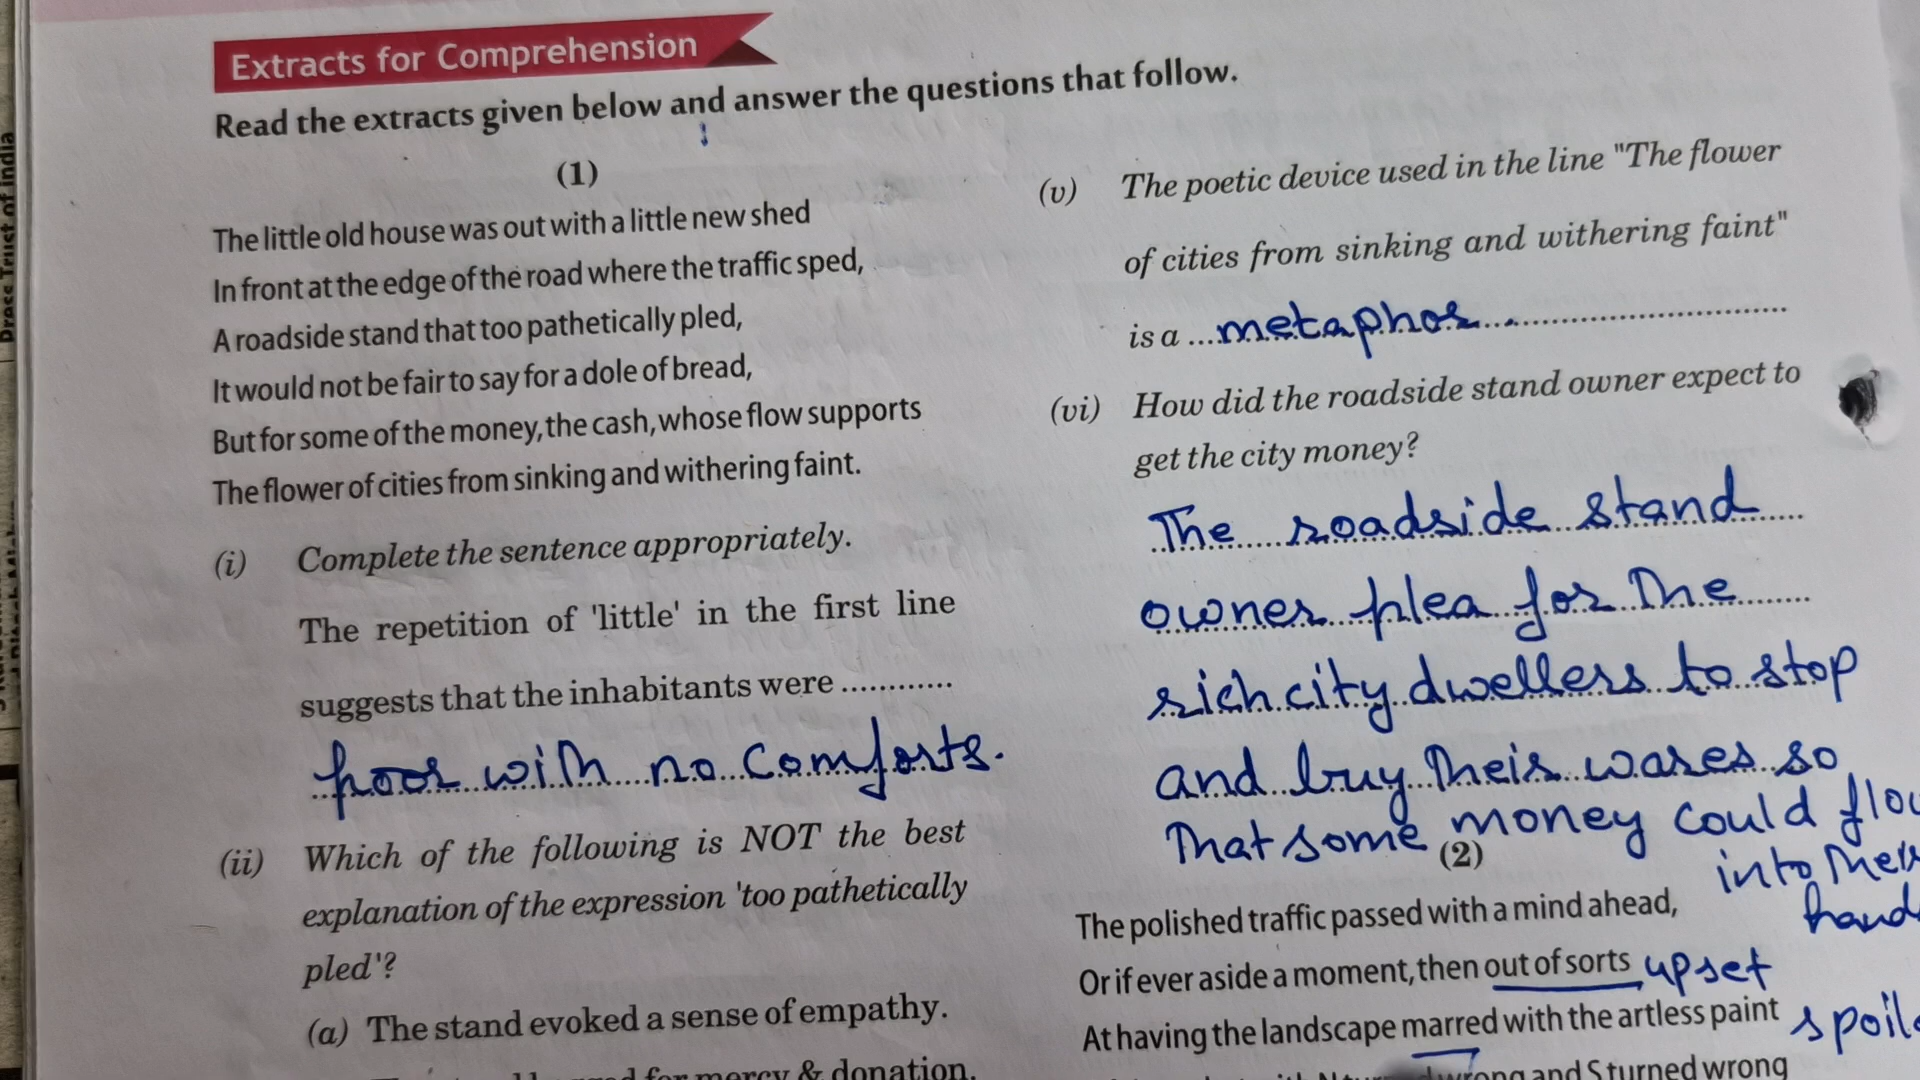 Extracts for Comprehension
Read the extracts given below and answer the questions that follow.
(1)
The little old house was out with a little new shed
In front at the edge of the road where the traffic sped,
A roadside stand that too pathetically pled,
It would not be fair to say for a dole of bread,
But for some of the money, the cash, whose flow supports
The flower of cities from sinking and withering faint.
(i) Complete the sentence appropriately.
The repetition of 'little' in the first line
suggests that the inhabitants were ............
poor with no comforts.
(ii) Which of the following is NOT the best
explanation of the expression 'too pathetically
pled'?
(a) The stand evoked a sense of empathy.
for mercy & donation.
(v) The poetic device used in the line "The flower
of cities from sinking and withering faint"
is a ....metaphor................................
(vi) How did the roadside stand owner expect to
get the city money?
The roadside stand
owner plea for the
rich city dwellers to stop
and buy their wares so
that some money could
into
(2)
The polished traffic passed with a mind ahead,
Or if ever aside a moment, then out of sorts upset
At having the landscape marred with the artless paint
and S turned wrong
Press Trust of India